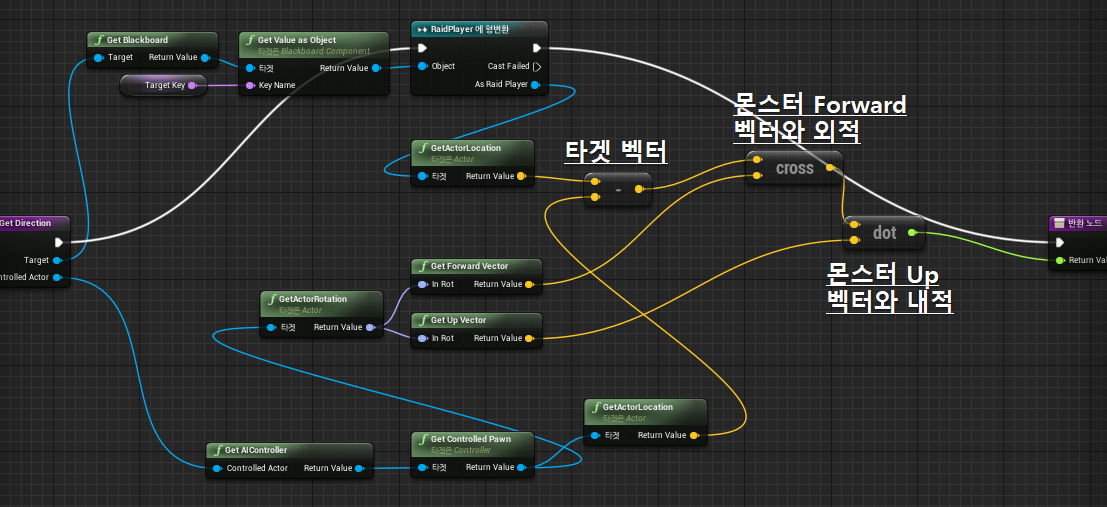 Get Blackboard
Target
Return Value
Get Value as Object
타겟은 Blackboard Component
타겟
Return Value
Key Name
Target Key
RaidPlayer 에 형변환
Object
Cast Failed
As Raid Player
몬스터 Forward
벡터와 외적
GetActorLocation
타겟은 Actor
타겟
Return Value
타겟 벡터
-
cross
Get Direction
Target
ntrolled Actor
dot
반환 노드
Return Val
몬스터 Up
벡터와 내적
Get Forward Vector
In Rot
Return Value
GetActorRotation
타겟은 Actor
타겟
Return Value
Get Up Vector
In Rot
Return Value
GetActorLocation
타겟은 Actor
타겟
Return Value
Get AIController
Controlled Actor
Return Value
Get Controlled Pawn
타겟은 Controller
타겟
Return Value